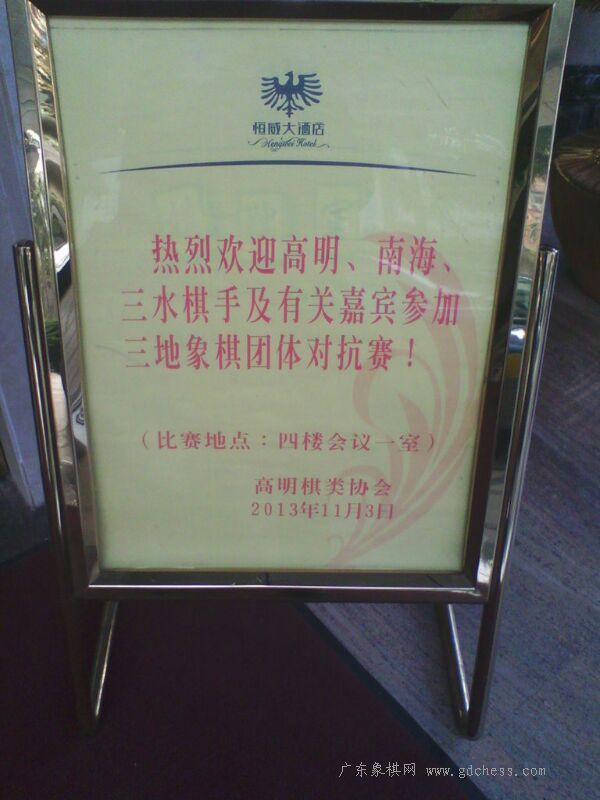 恒威大酒店
Hengwei Hotel
热烈欢迎高明、南海、
三水棋手及有关嘉宾参加
三地象棋团体对抗赛！
（比赛地点：四楼会议一室）
高明棋类协会
2013年11月3日
广东象棋网 www.gdchess.com